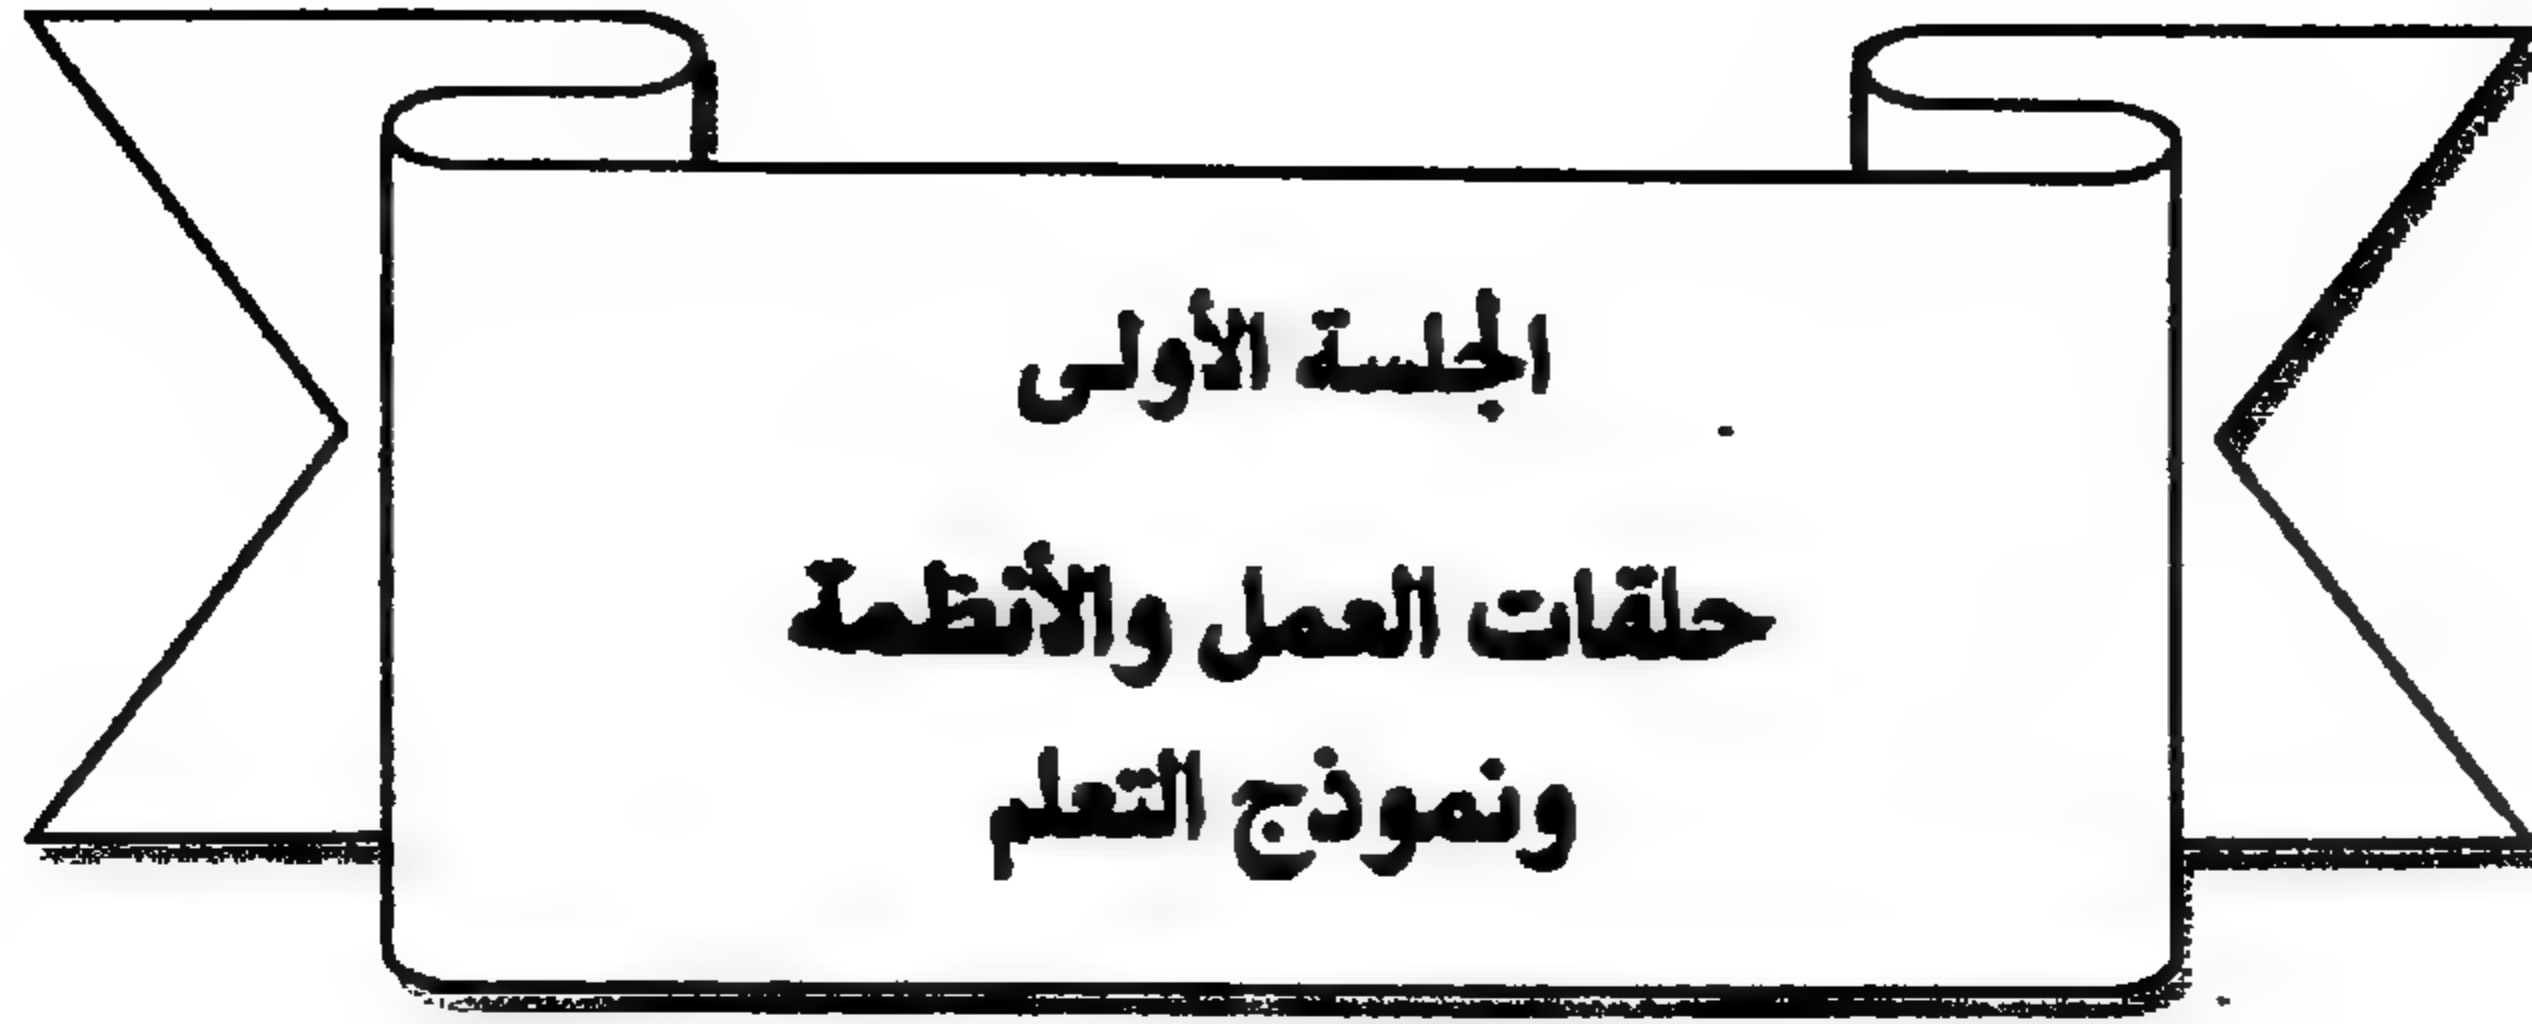 الجلسة الأولى
حلقات العمل والأنظمة
ونموذج التعلم